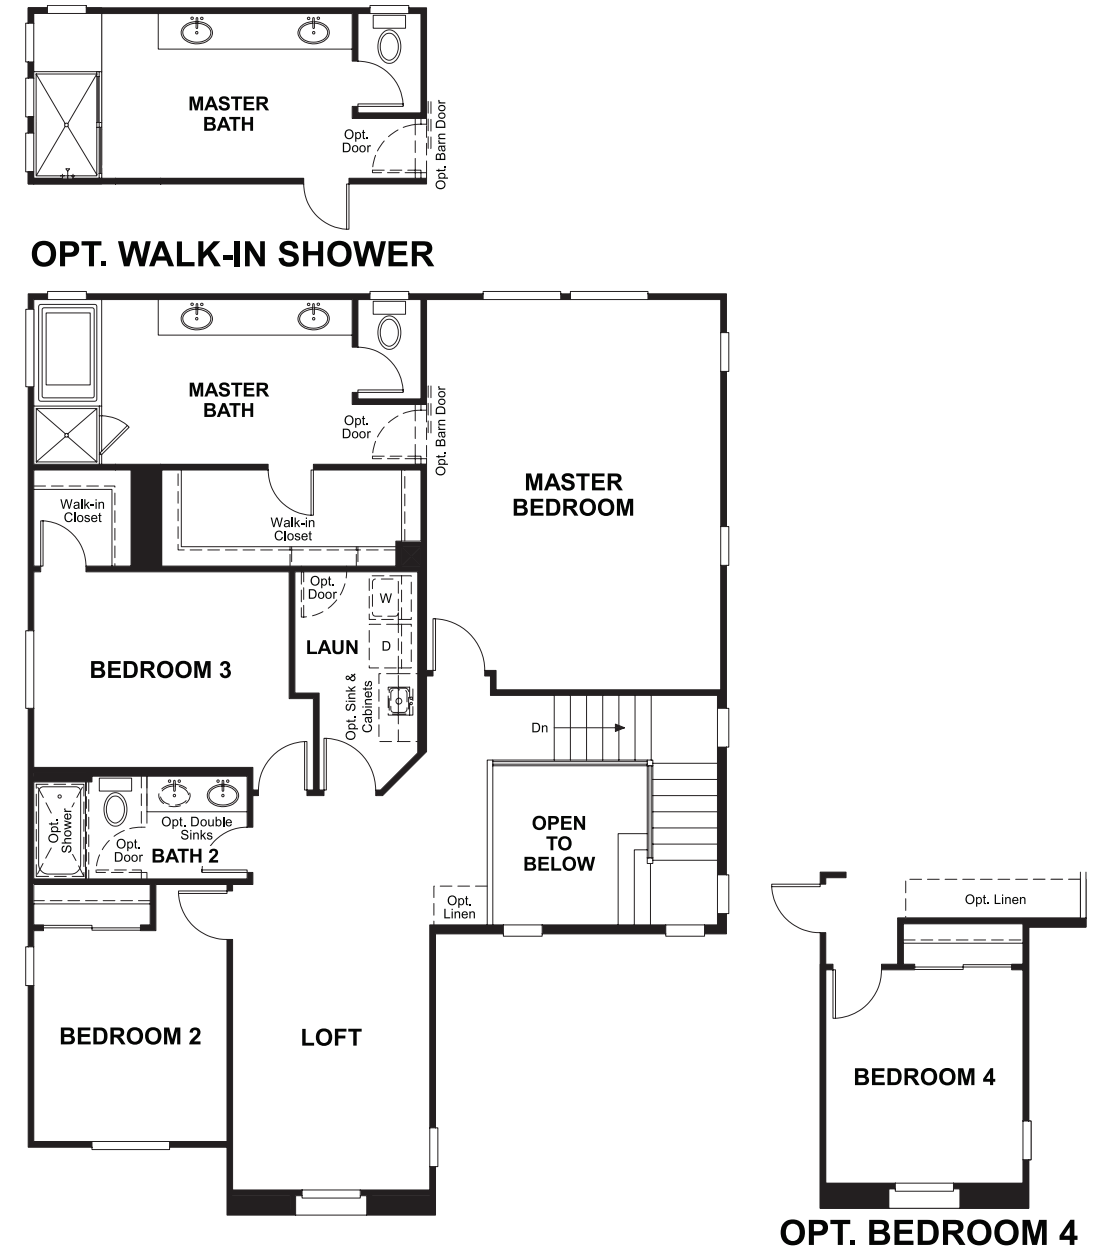 MASTER
BATH
Opt.
Door
Opt. Barn Door
OPT. WALK-IN SHOWER
MASTER
BATH
Opt.
Door
Opt. Barn Door
MASTER
BEDROOM
Walk-in
Closet
Walk-in
Closet
Opt.
Door
W
LAUN
D
BEDROOM 3
Opt. Sink &
Cabinets
Dn
Opt.
Shower
Opt. Double
Sinks
Opt.
Door
BATH 2
OPEN
TO
BELOW
Opt.
Linen
Opt. Linen
BEDROOM 2
LOFT
BEDROOM 4
OPT. BEDROOM 4